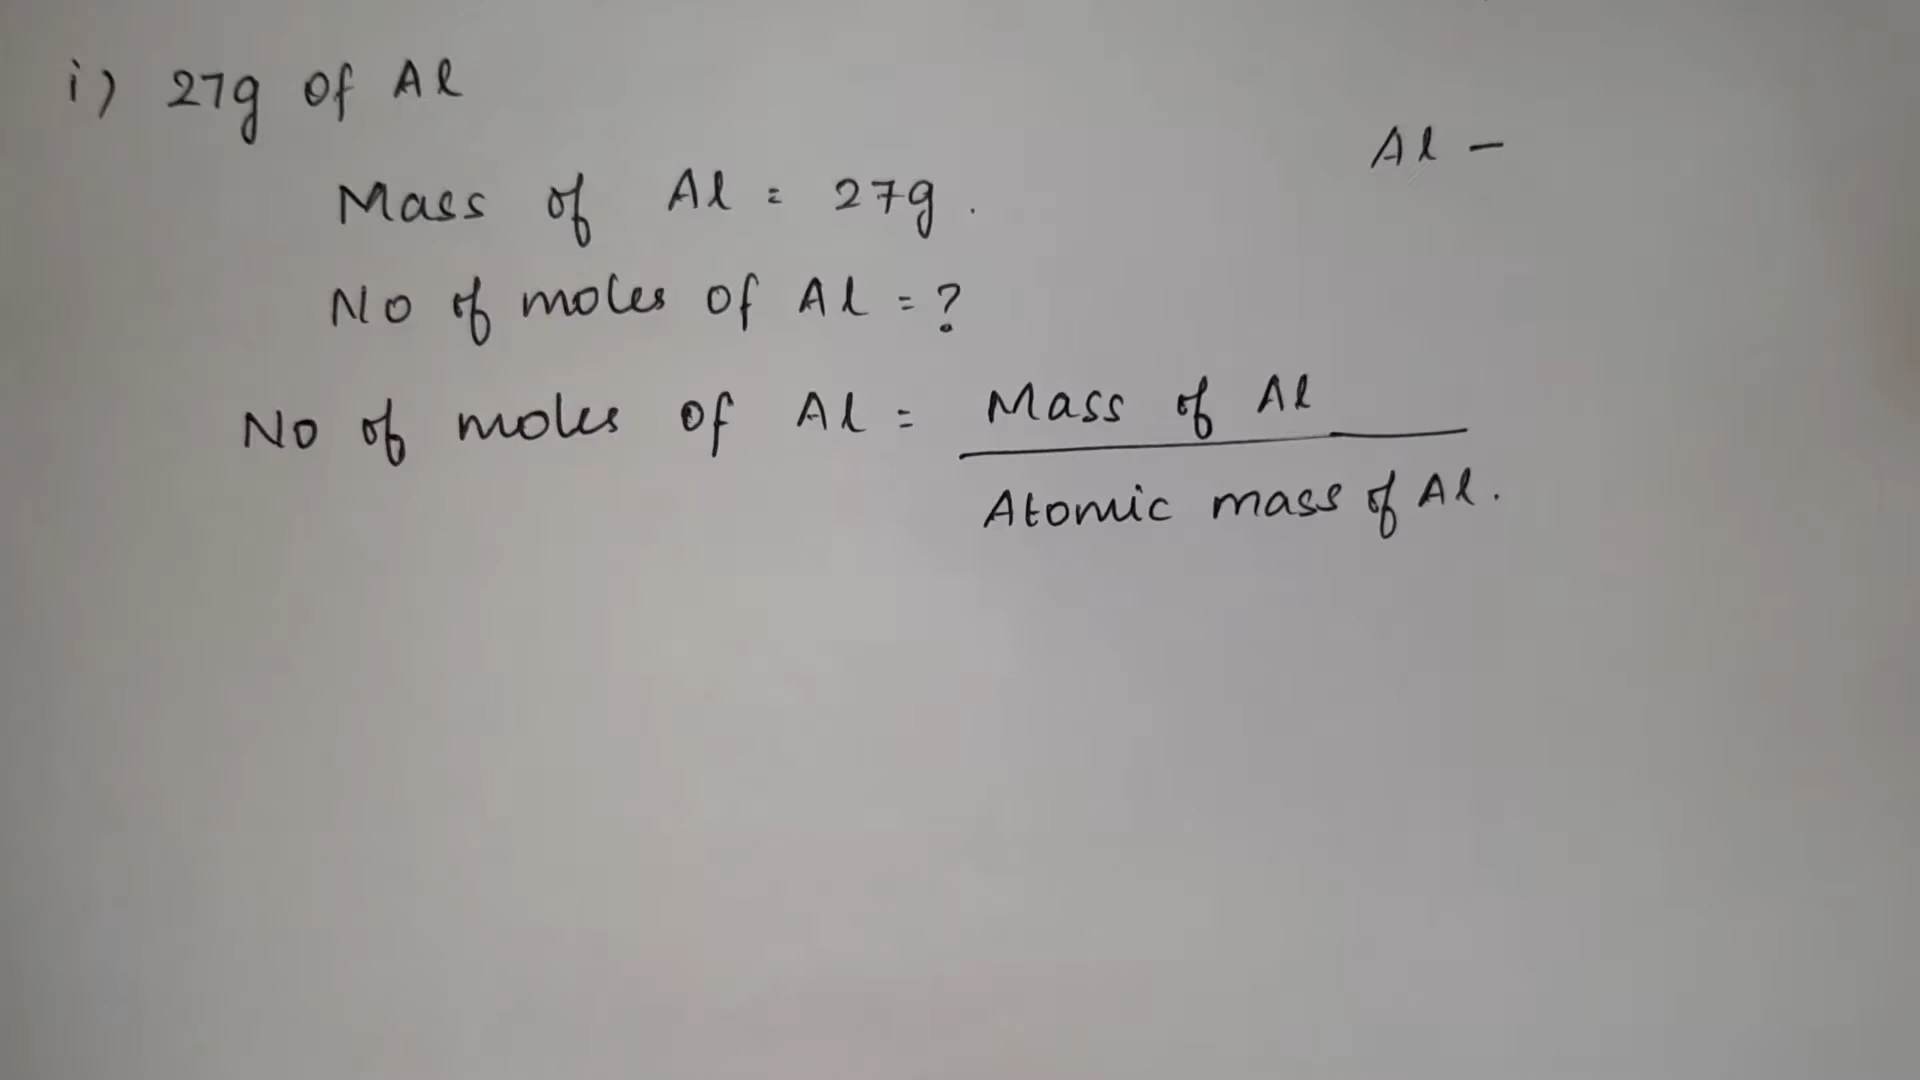 i) 27g of Al
Al -
Mass of Al = 27g.
No of moles of Al = ?
No of moles of Al = Mass of Al
Atomic mass of Al.